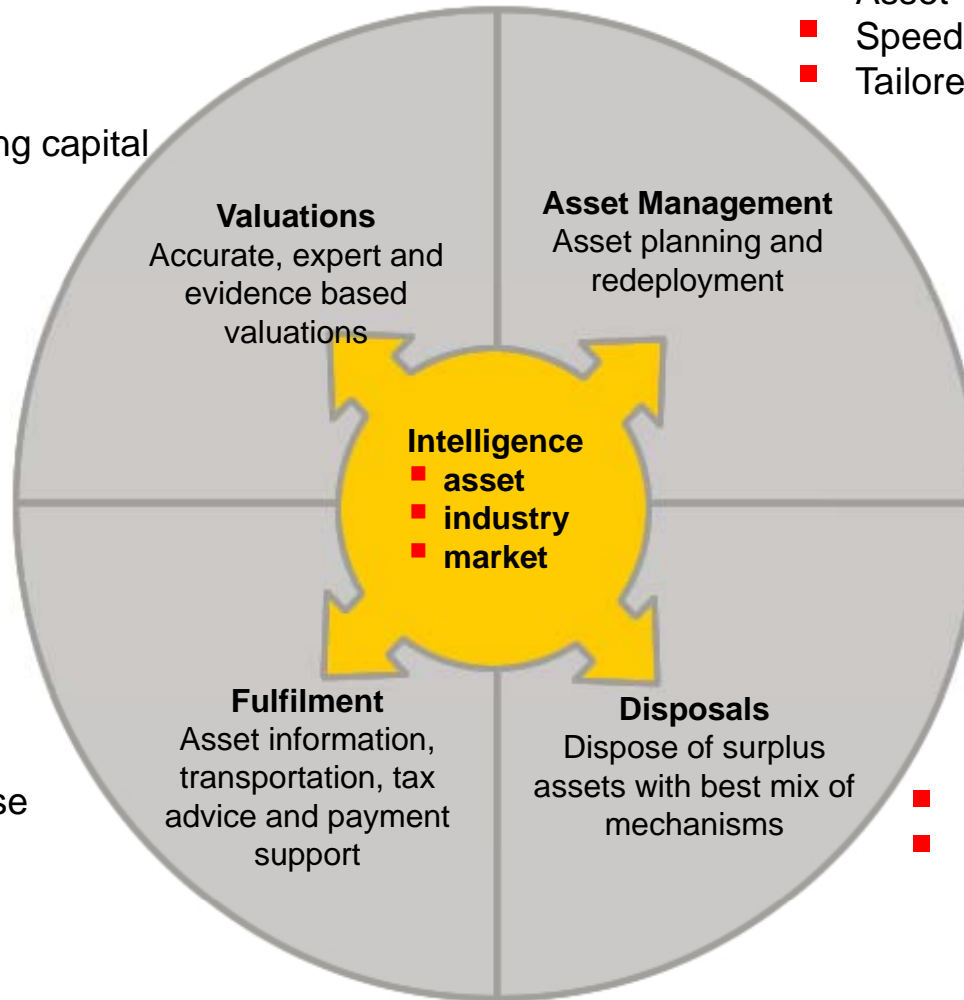 Asset
Speed
Tailore
ng capital
Valuations
Accurate, expert and
evidence based
valuations
Asset Management
Asset planning and
redeployment
Intelligence
asset
industry
market
Fulfilment
Asset information,
transportation, tax
advice and payment
support
Disposals
Dispose of surplus
assets with best mix of
mechanisms
se